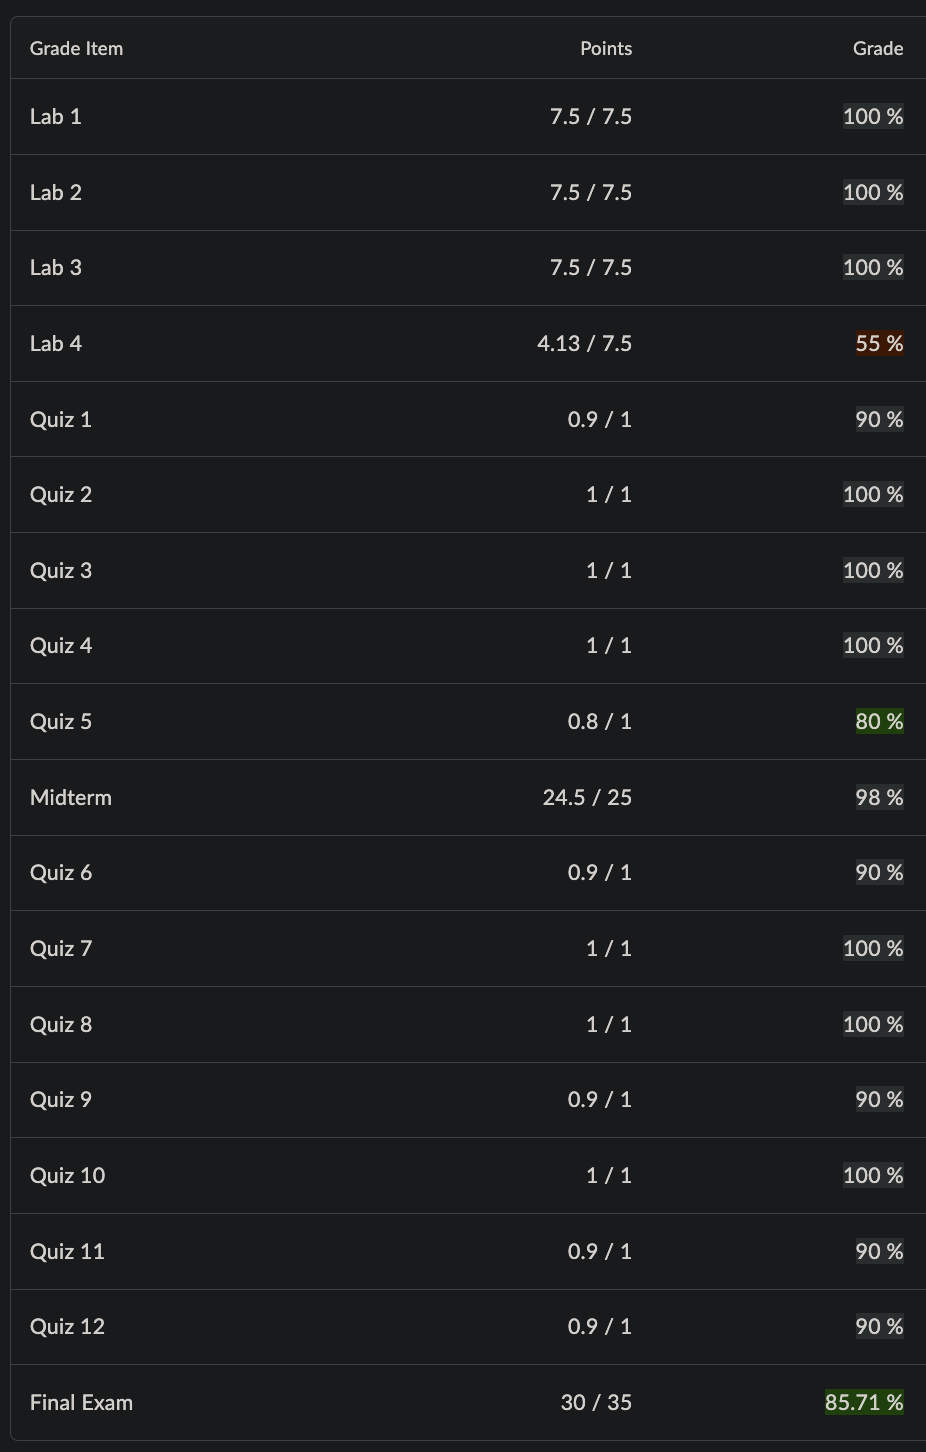 Grade Item Points Grade
Lab 1 7.5 / 7.5 100 %
Lab 2 7.5 / 7.5 100 %
Lab 3 7.5 / 7.5 100 %
Lab 4 4.13 / 7.5 55 %
Quiz 1 0.9 / 1 90 %
Quiz 2 1 / 1 100 %
Quiz 3 1 / 1 100 %
Quiz 4 1 / 1 100 %
Quiz 5 0.8 / 1 80 %
Midterm 24.5 / 25 98 %
Quiz 6 0.9 / 1 90 %
Quiz 7 1 / 1 100 %
Quiz 8 1 / 1 100 %
Quiz 9 0.9 / 1 90 %
Quiz 10 1 / 1 100 %
Quiz 11 0.9 / 1 90 %
Quiz 12 0.9 / 1 90 %
Final Exam 30 / 35 85.71 %